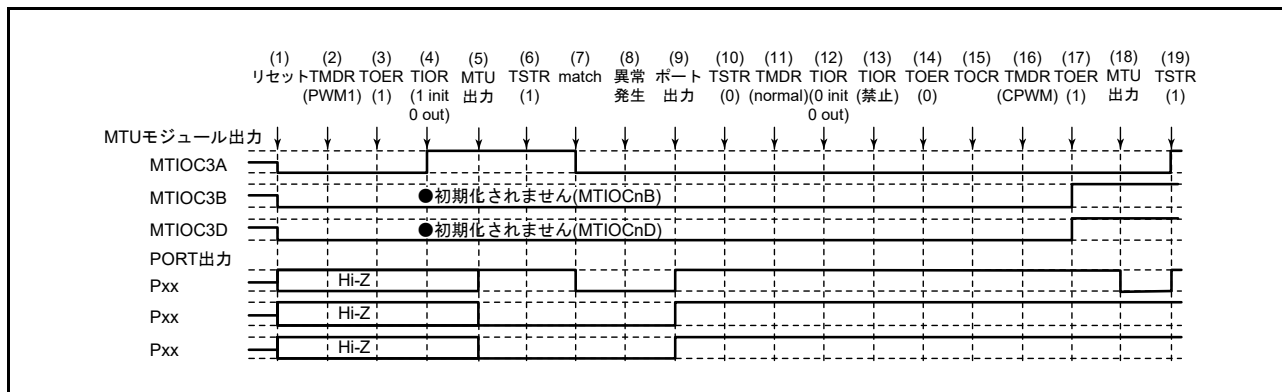 (1) (2) (3) (4) (5) (6) (7) (8) (9) (10) (11) (12) (13) (14) (15) (16) (17) (18) (19)
リセット TMDR TOER TIOR MTU TSTR match 異常 ポート TSTR TMDR TIOR TIOR TOER TOCR TMDR TOER MTU TSTR
(PWM1) (1) (1 init 出力 (1) 発生 出力 (0) (normal) (0 init (禁止) (0) (CPWM) (1) 出力 (1)
0 out) 0 out)
MTUモジュール出力
MTIOC3A
MTIOC3B ●初期化されません(MTIOCnB)
MTIOC3D ●初期化されません(MTIOCnD)
PORT出力
Pxx Hi-Z
Pxx Hi-Z
Pxx Hi-Z